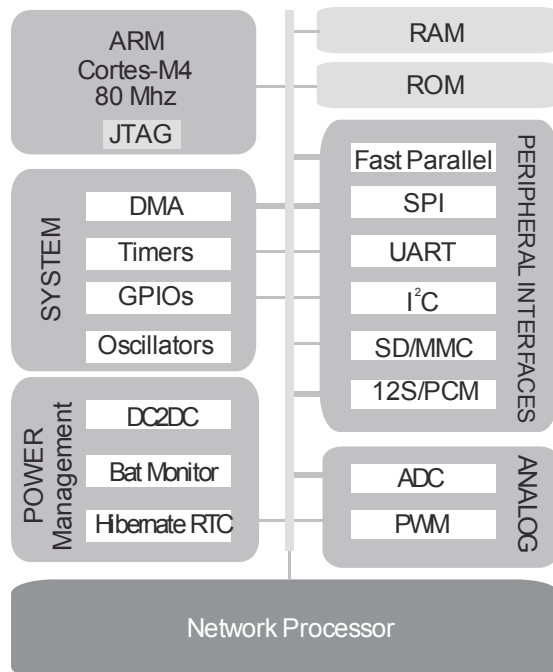 ARM
Cortes-M4
80 Mhz
JTAG
RAM
ROM
SYSTEM
DMA
Timers
GPIOs
Oscillators
PERIPHERAL INTERFACES
Fast Parallel
SPI
UART
I²C
SD/MMC
12S/PCM
POWER
Management
DC2DC
Bat Monitor
Hibernate RTC
ANALOG
ADC
PWM
Network Processor